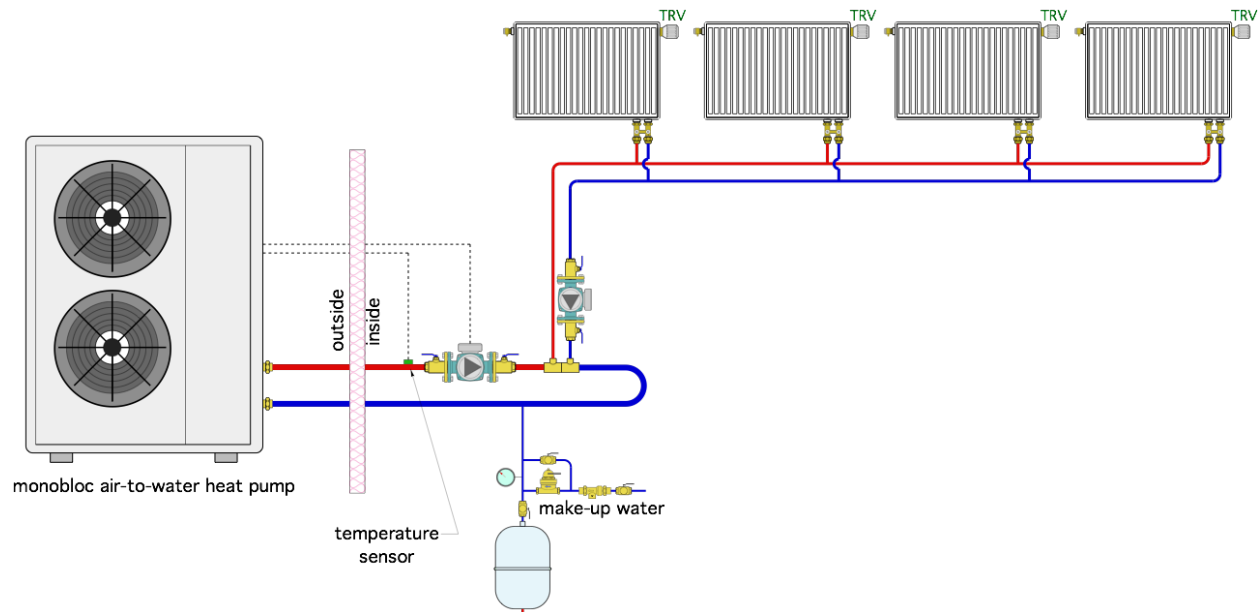 TRV
TRV
TRV
TRV
outside
inside
monobloc air-to-water heat pump
make-up water
temperature
sensor